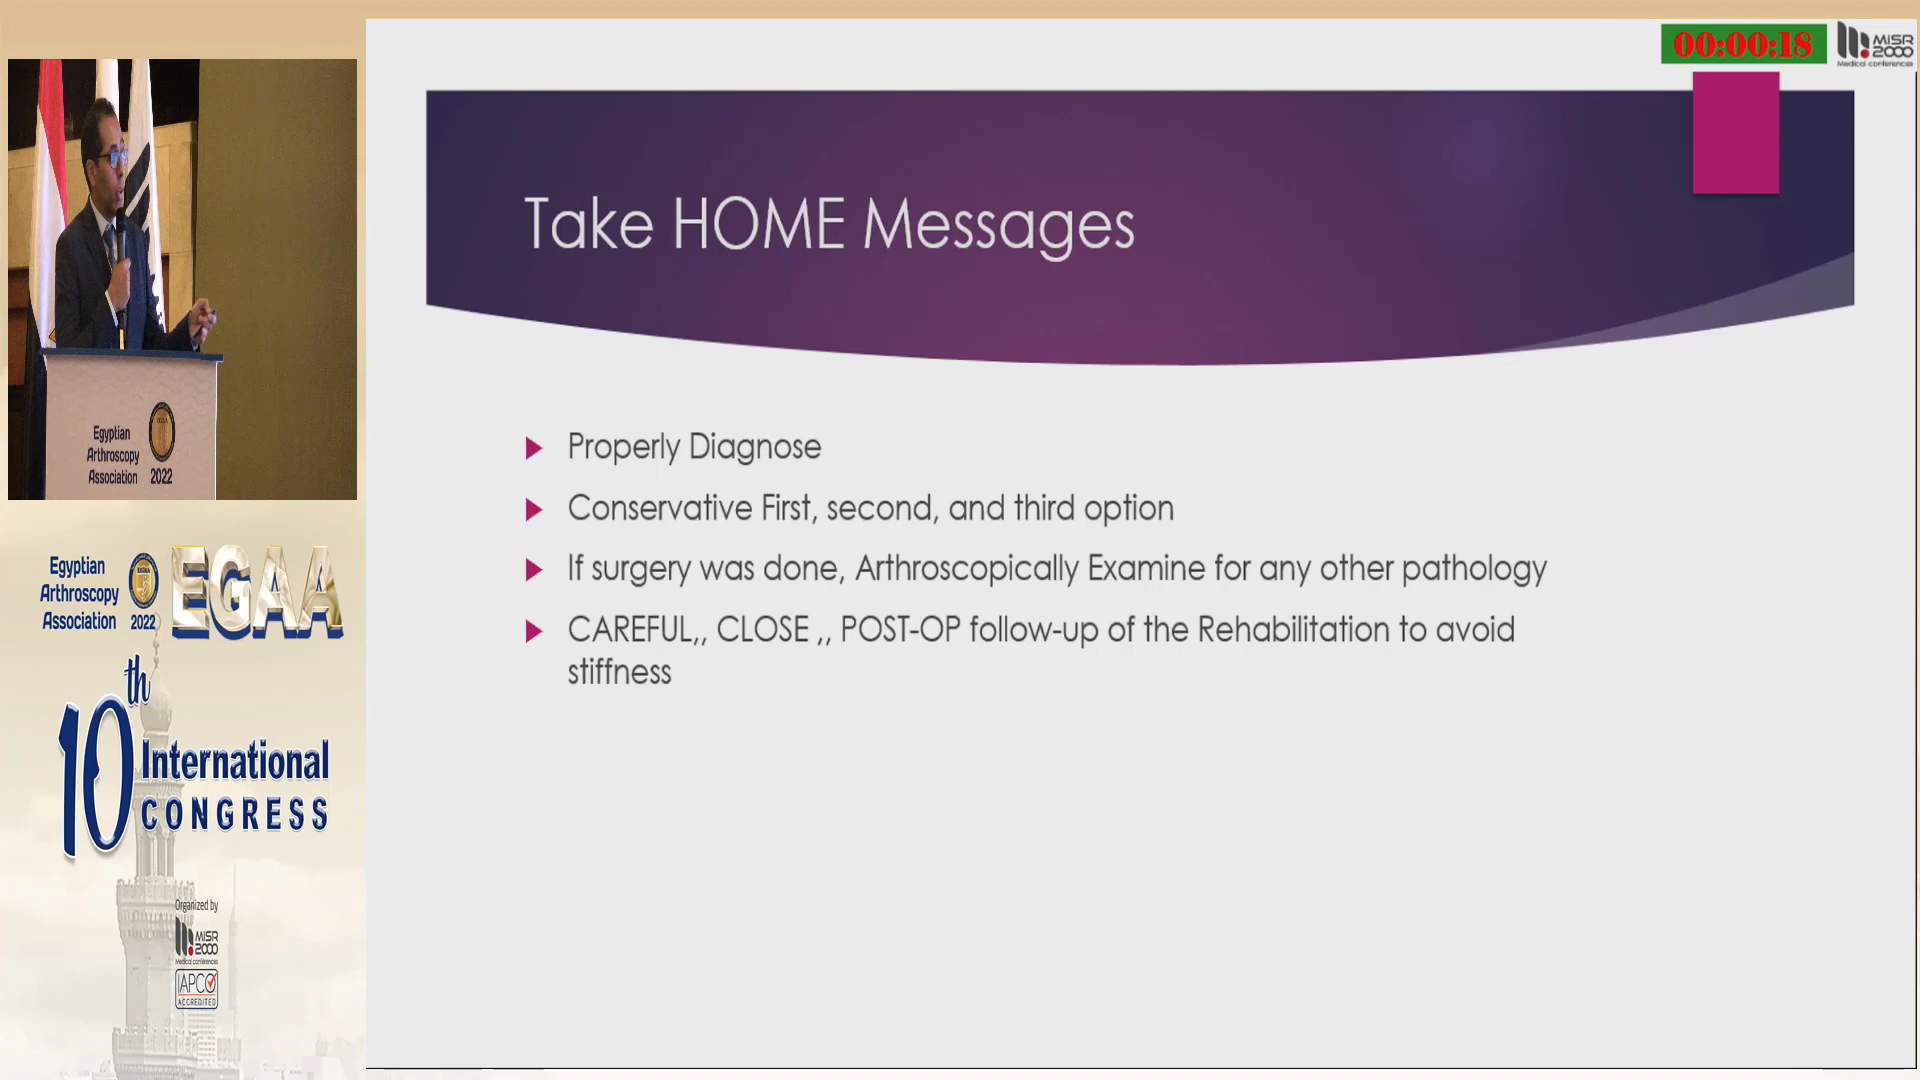 00:00:18
MISR
2000
Medical conferences
Take HOME Messages
Properly Diagnose
Conservative First, second, and third option
If surgery was done, Arthroscopically Examine for any other pathology
CAREFUL,, CLOSE ,, POST-OP follow-up of the Rehabilitation to avoid
stiffness
Egyptian
Arthroscopy
Association 2022
Egyptian
Arthroscopy
Association 2022
EGAA
10th
International
CONGRESS
Organized by
MISR
2000
Medical conferences
IAPCO
ACCREDITED